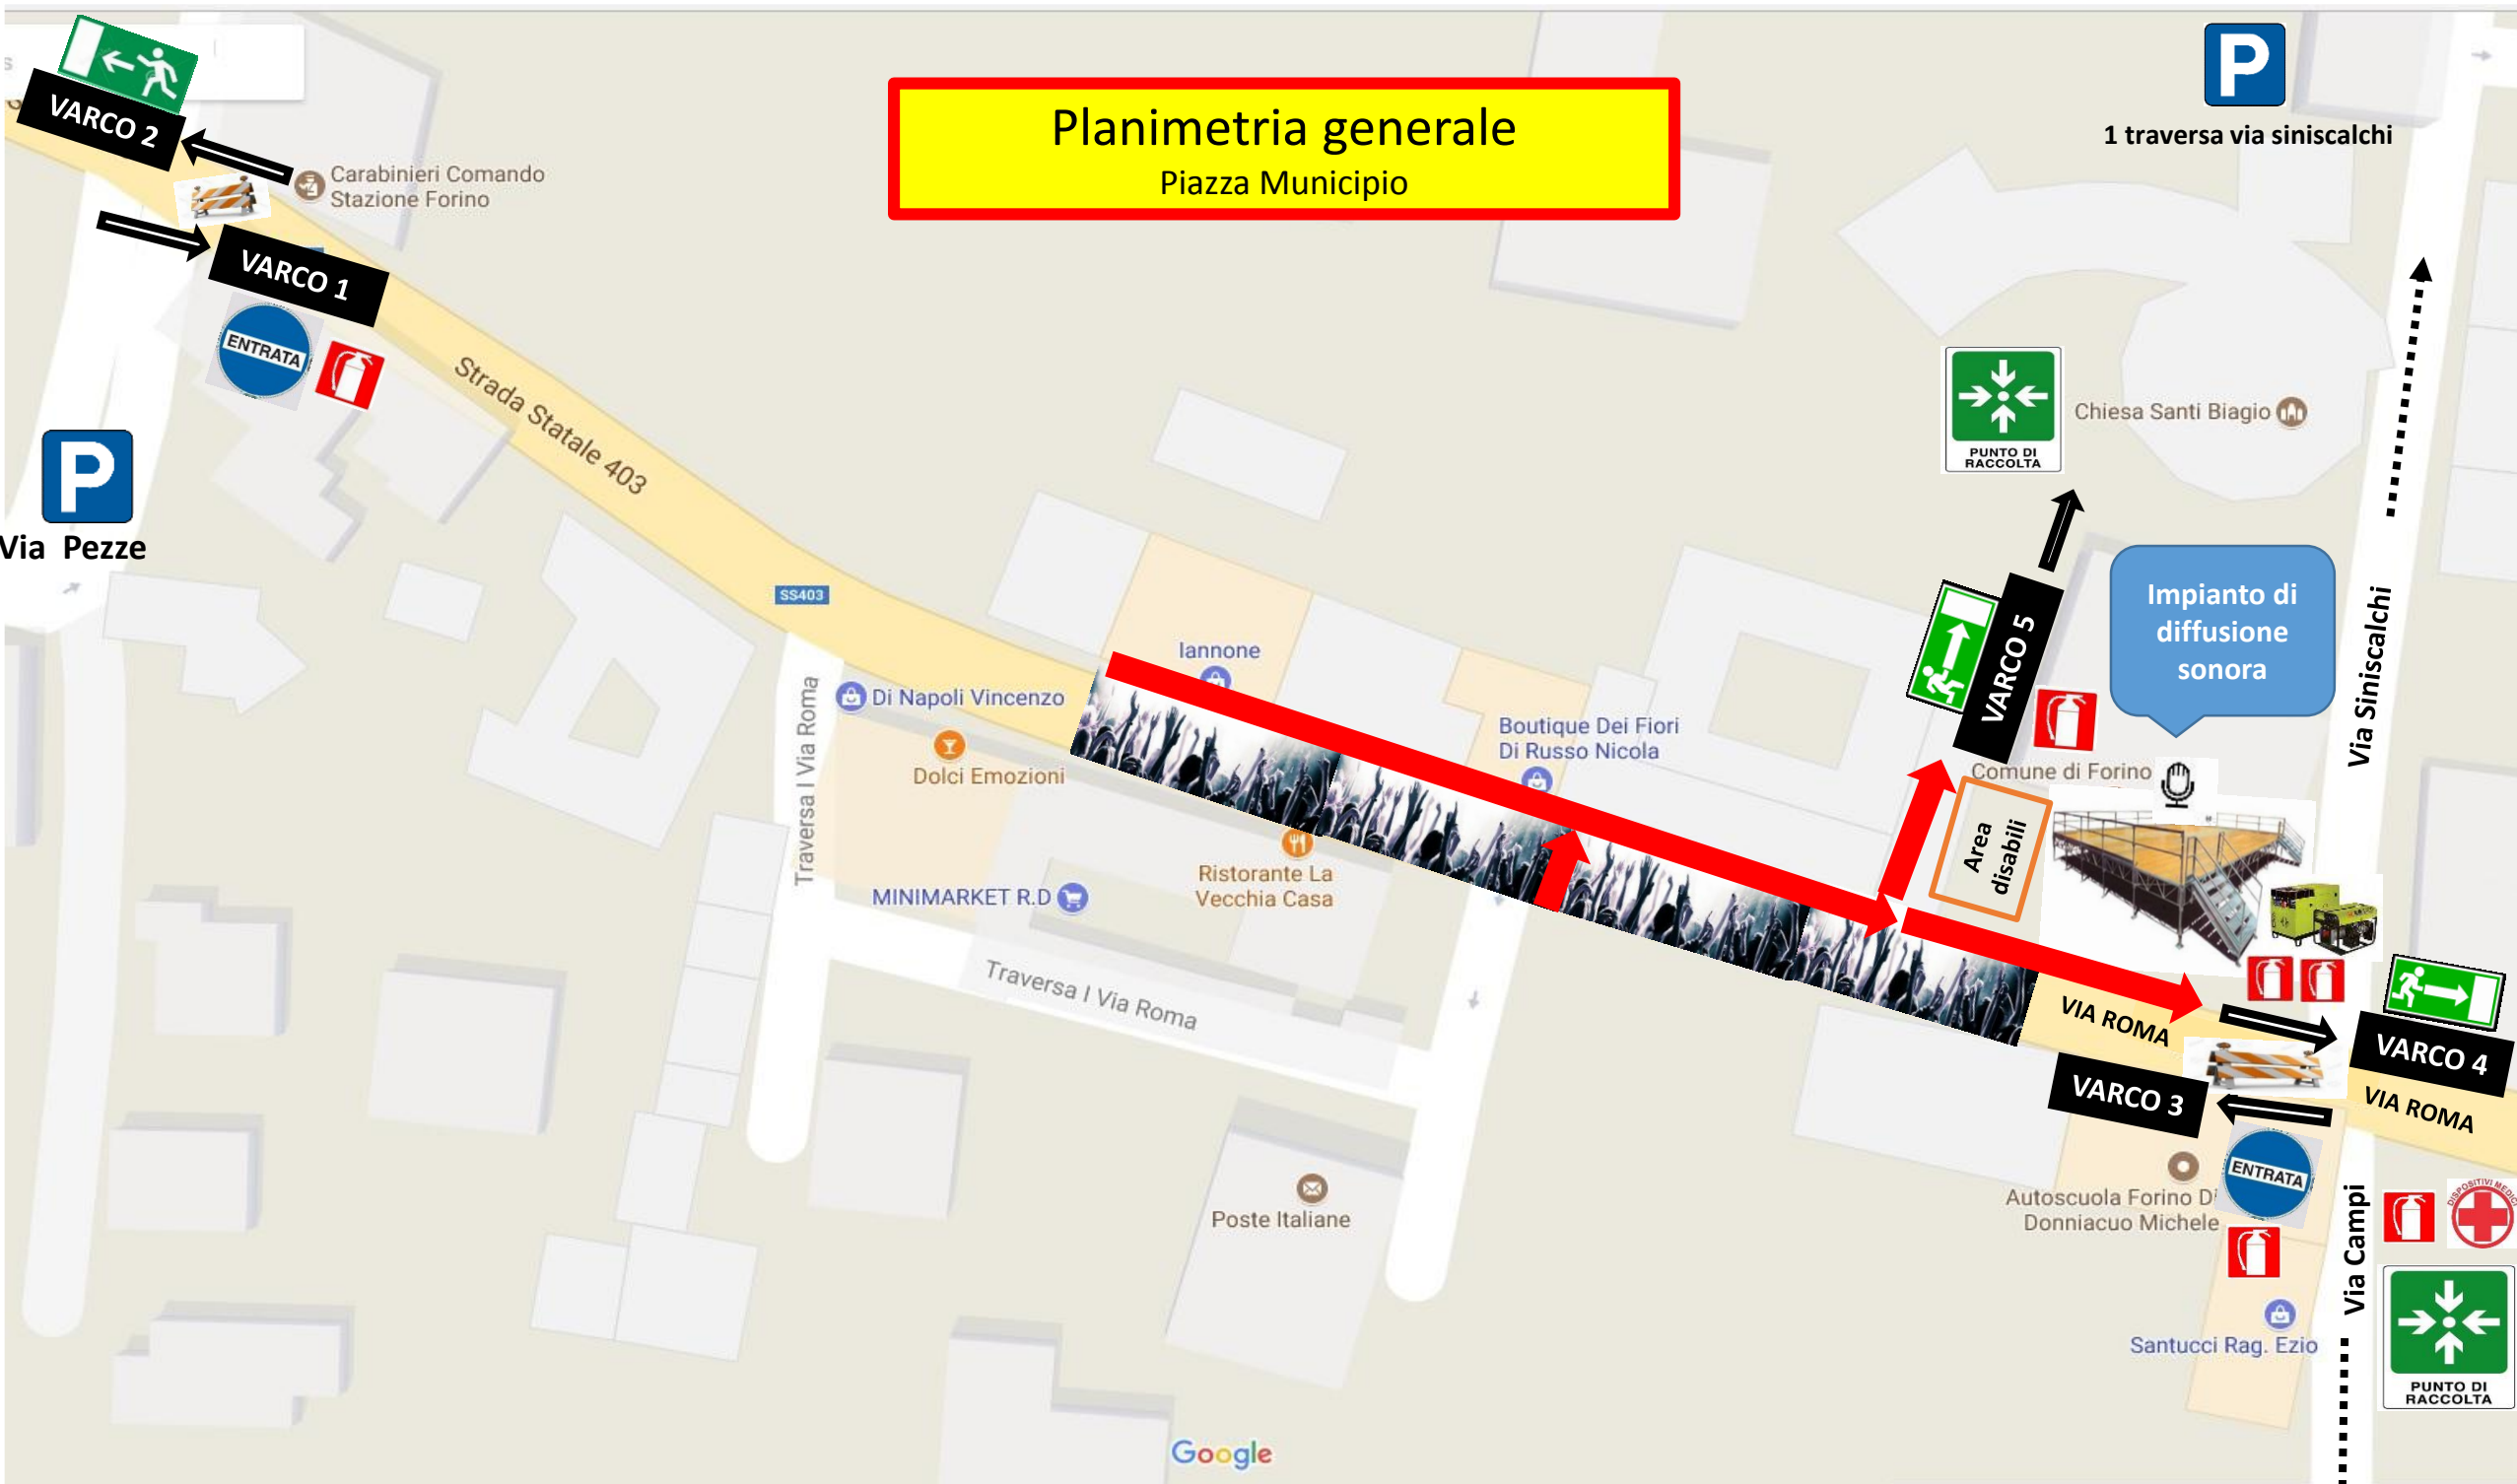 VARCO 2
Carabinieri Comando
Stazione Forino
VARCO 1
ENTRATA
Strada Statale 403
P
Via Pezze
Planimetria generale
Piazza Municipio
P
1 traversa via siniscalchi
PUNTO DI
RACCOLTA
Chiesa Santi Biagio
SS403
Iannone
Di Napoli Vincenzo
Dolci Emozioni
Traversa I Via Roma
MINIMARKET R.D
Ristorante La
Vecchia Casa
Boutique Dei Fiori
Di Russo Nicola
Traversa I Via Roma
VARCO 5
Impianto di
diffusione
sonora
Via Siniscalchi
Comune di Forino
Area
disabili
VIA ROMA
VARCO 4
VIA ROMA
VARCO 3
ENTRATA
Autoscuola Forino Di
Donniacuo Michele
Poste Italiane
Via Campi
DISPOSITIVI MEDICI
Santucci Rag. Ezio
PUNTO DI
RACCOLTA
Google